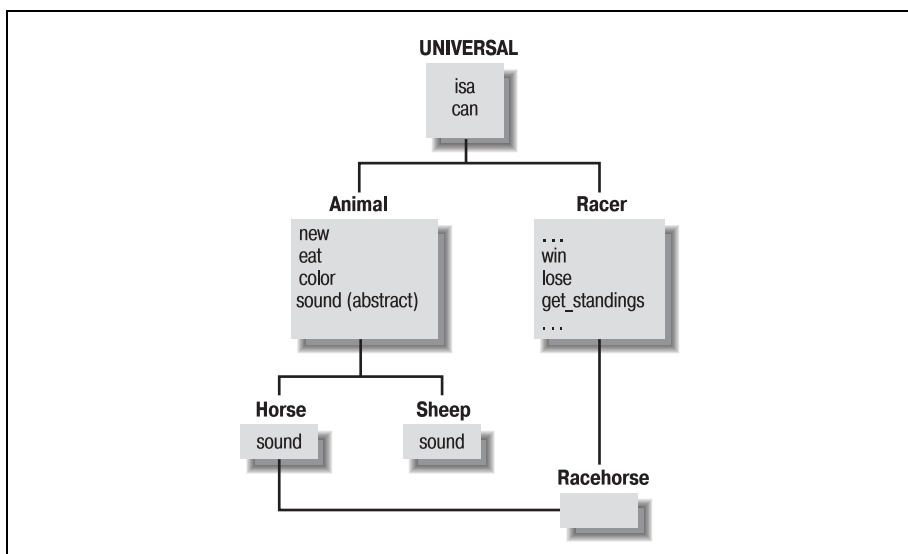 UNIVERSAL
isa
can
Animal
new
eat
color
sound (abstract)
Racer
. . .
win
lose
get_standings
. . .
Horse
sound
Sheep
sound
Racehorse